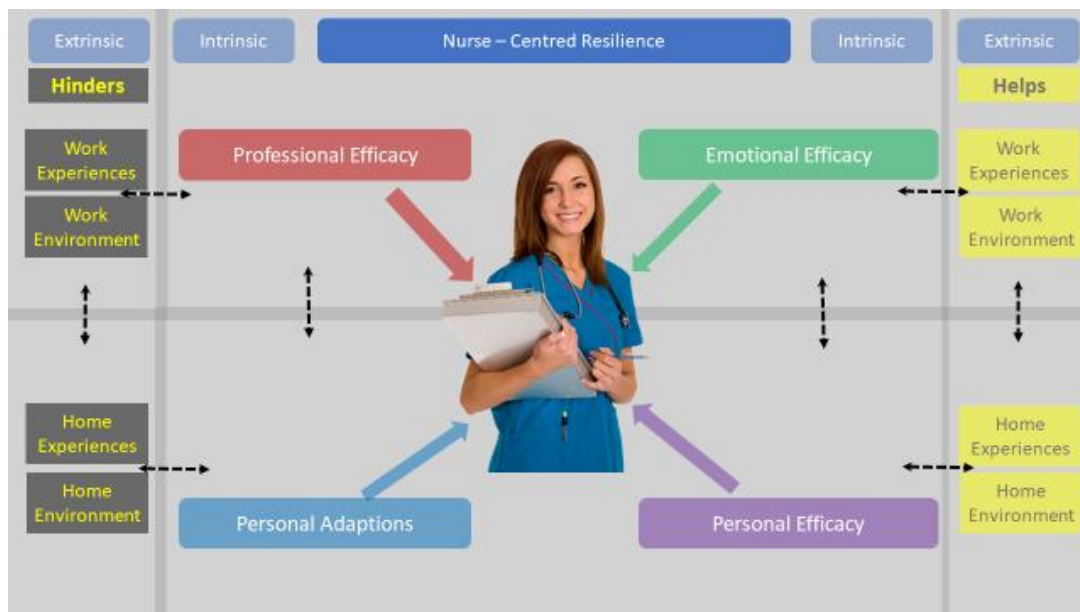 Extrinsic
Intrinsic
Nurse – Centred Resilience
Intrinsic
Extrinsic
Hinders
Helps
Work
Experiences
Professional Efficacy
Emotional Efficacy
Work
Experiences
Work
Environment
Work
Environment
Home
Experiences
Home
Experiences
Home
Environment
Personal Adaptions
Personal Efficacy
Home
Environment